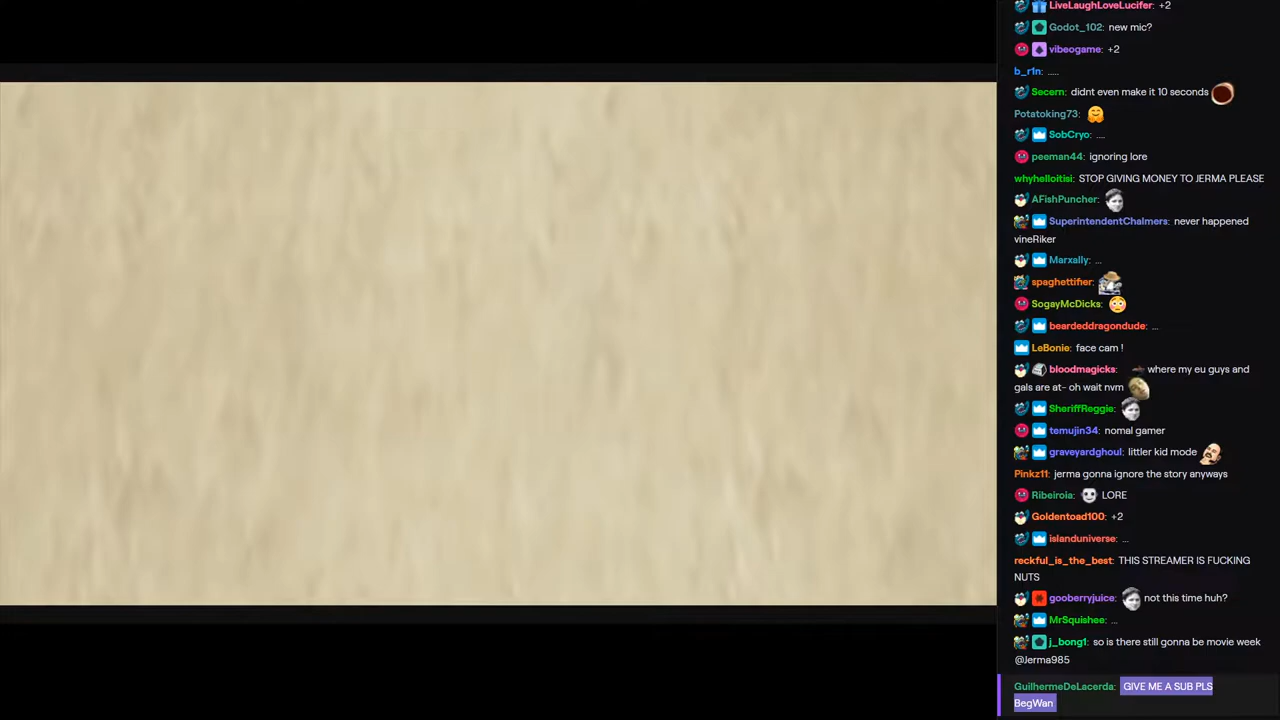 LiveLaughLoveLucifer: +2
Godot_102: new mic?
vibeogame: +2
b_r1n: .....
Secern: didnt even make it 10 seconds
Potatoking73:
SobCryo: ....
peeman44: ignoring lore
whyhelloitisi: STOP GIVING MONEY TO JERMA PLEASE
AFishPuncher:
SuperintendentChalmers: never happened
vineRiker
Marxally: ...
spaghettifier:
SogayMcDicks:
beardeddragondude: ...
LeBonie: face cam !
bloodmagicks: where my eu guys and
gals are at- oh wait nvm
SheriffReggie:
temujin34: nomal gamer
graveyardghoul: littler kid mode
Pinkz11: jerma gonna ignore the story anyways
Ribeiroia: LORE
Goldentoad100: +2
islanduniverse: ...
reckful_is_the_best: THIS STREAMER IS FUCKING
NUTS
gooberryjuice: not this time huh?
MrSquishee: ...
j_bong1: so is there still gonna be movie week
@Jerma985
GuilhermeDeLacerda: GIVE ME A SUB PLS
BegWan